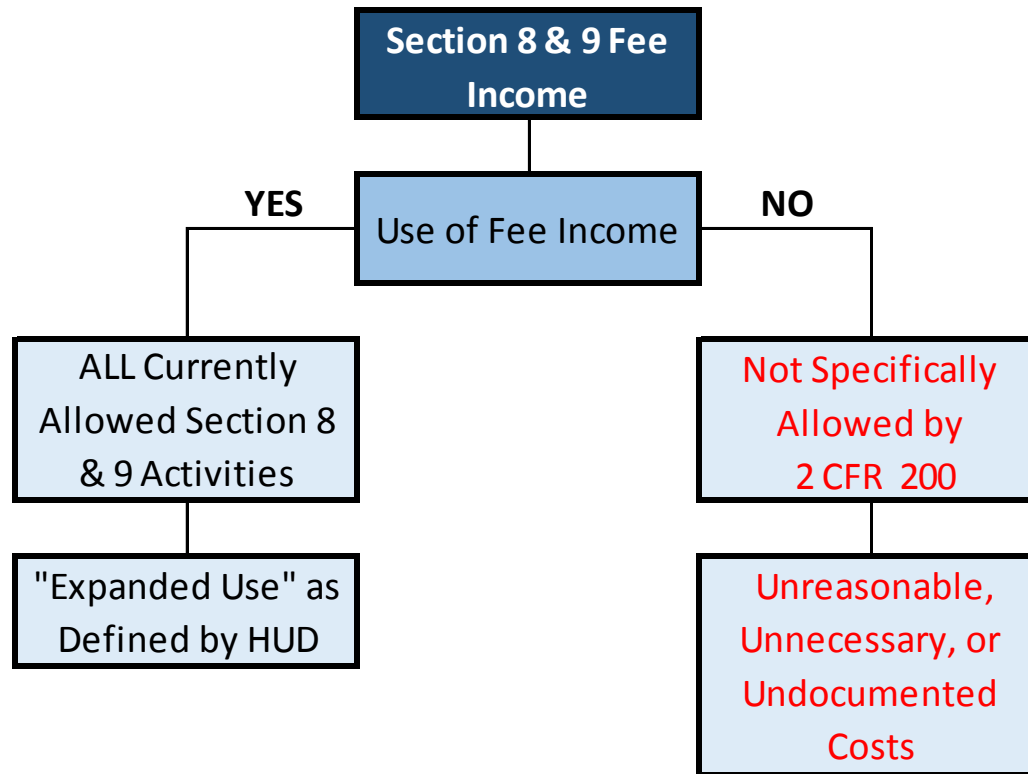 Section 8 & 9 Fee
Income
YES
Use of Fee Income
NO
ALL Currently
Allowed Section 8
& 9 Activities
Not Specifically
Allowed by
2 CFR 200
"Expanded Use" as
Defined by HUD
Unreasonable,
Unnecessary, or
Undocumented
Costs